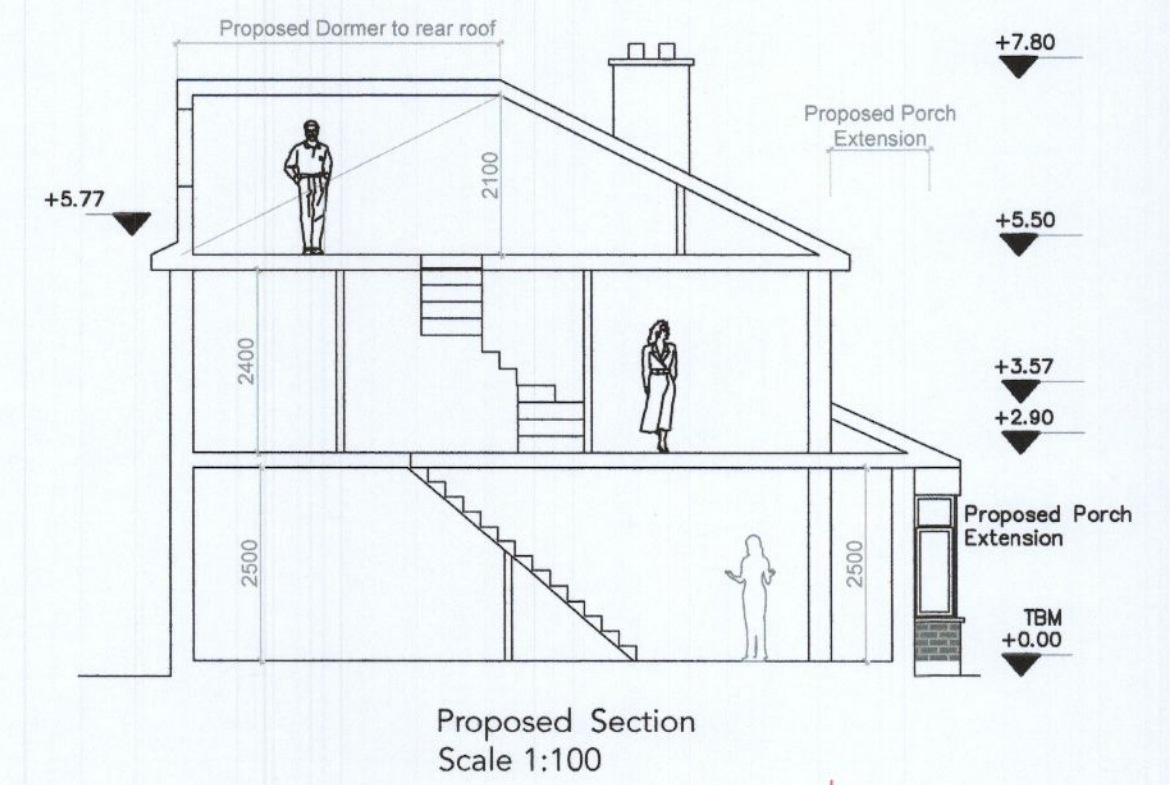 Proposed Dormer to rear roof
+7.80
Proposed Porch
Extension
2100
+5.77
+5.50
2400
+3.57
+2.90
Proposed Porch
Extension
2500
2500
TBM
+0.00
Proposed Section
Scale 1:100